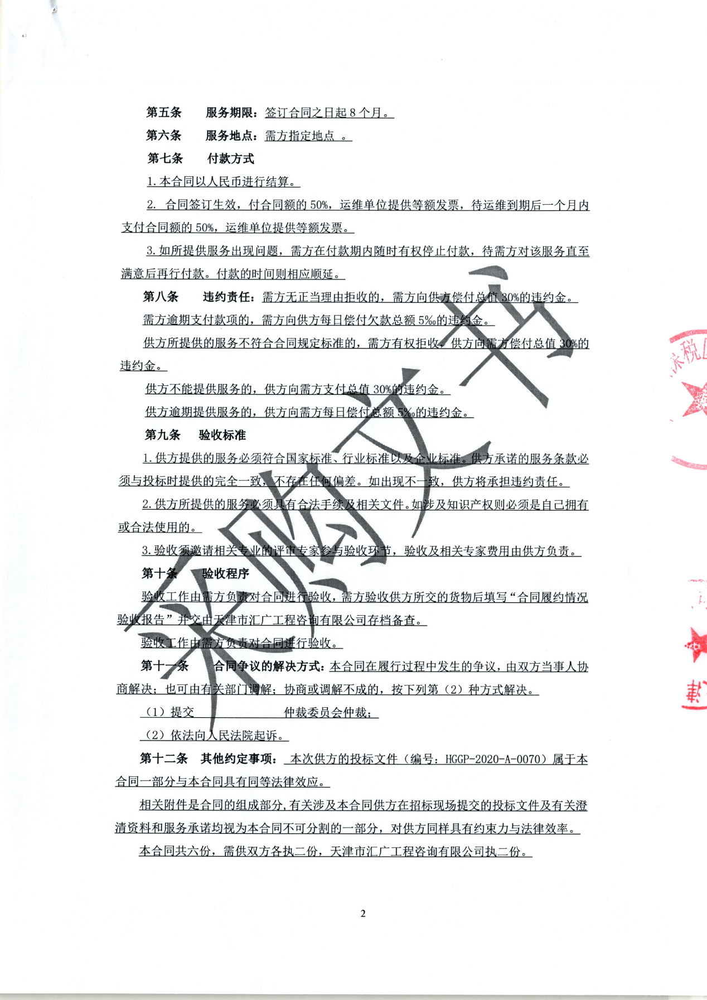 第五条 服务期限：签订合同之日起8个月。
第六条 服务地点：需方指定地点 。
第七条 付款方式
1.本合同以人民币进行结算。
2. 合同签订生效，付合同额的50%，运维单位提供等额发票，待运维到期后一个月内
支付合同额的50%，运维单位提供等额发票。
3.如所提供服务出现问题，需方在付款期内随时有权停止付款，待需方对该服务直至
满意后再行付款。付款的时间则相应顺延。
第八条 违约责任：需方无正当理由拒收的，需方向供方偿付总值30%的违约金。
需方逾期支付款项的，需方向供方每日偿付欠款总额5‰的违约金。
供方所提供的服务不符合合同规定标准的，需方有权拒收，供方向需方偿付总值30%的
违约金。
供方不能提供服务的，供方向需方支付总值30%的违约金。
供方逾期提供服务的，供方向需方每日偿付总额5‰的违约金。
第九条 验收标准
1.供方提供的服务必须符合国家标准、行业标准以及企业标准。供方承诺的服务条款必
须与投标时提供的完全一致，不存在任何偏差。如出现不一致，供方将承担违约责任。
2.供方所提供的服务必须具有合法手续及相关文件。如涉及知识产权则必须是自己拥有
或合法使用的。
3.验收须邀请相关专业的评审专家参与验收环节，验收及相关专家费用由供方负责。
第十条 验收程序
验收工作由需方负责对合同进行验收，需方验收供方所交的货物后填写“合同履约情况
验收报告”并交由天津市汇广工程咨询有限公司存档备查。
验收工作由需方负责对合同进行验收。
第十一条 合同争议的解决方式：本合同在履行过程中发生的争议，由双方当事人协
商解决；也可由有关部门调解；协商或调解不成的，按下列第（2）种方式解决。
（1）提交 仲裁委员会仲裁；
（2）依法向人民法院起诉。
第十二条 其他约定事项： 本次供方的投标文件（编号：HGGP-2020-A-0070）属于本
合同一部分与本合同具有同等法律效应。
相关附件是合同的组成部分,有关涉及本合同供方在招标现场提交的投标文件及有关澄
清资料和服务承诺均视为本合同不可分割的一部分，对供方同样具有约束力与法律效率。
本合同共六份，需供双方各执二份，天津市汇广工程咨询有限公司执二份。
2
采购文书
税
津